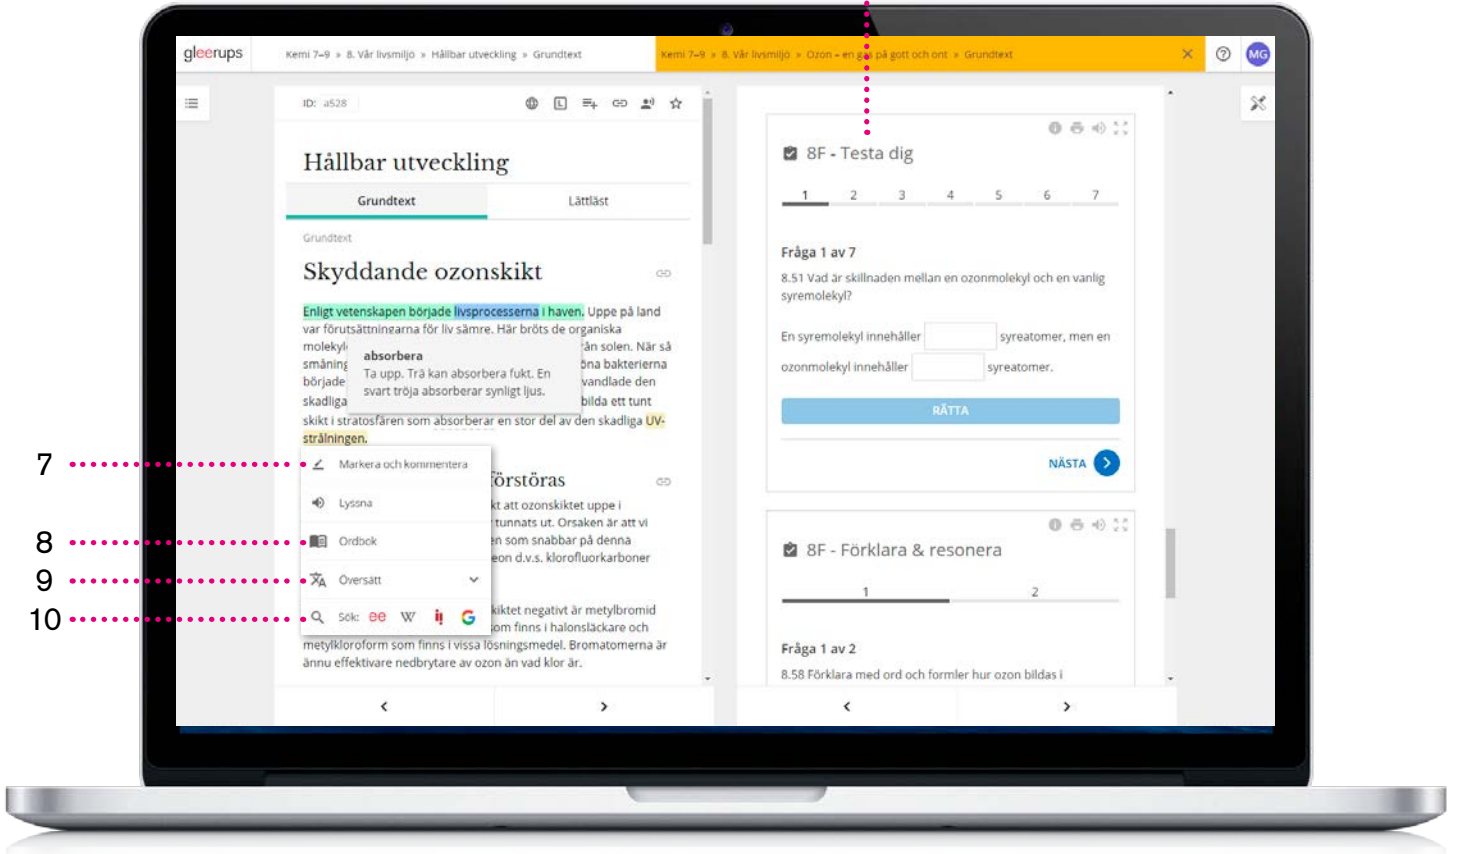 gleerups
Kemi 7–9 » 8. Vår livsmiljö » Hållbar utveckling » Grundtext
Kemi 7–9 » 8. Vår livsmiljö » Ozon – en gas på gott och ont » Grundtext
MG
ID: a528
L
Hållbar utveckling
Grundtext
Lättläst
Grundtext
Skyddande ozonskikt
Enligt vetenskapen började livsprocesserna i haven. Uppe på land
var förutsättningarna för liv sämre. Här bröts de organiska
molekyl
från solen. När så
småning
öna bakterierna
började
vandlade den
skadliga
bilda ett tunt
absorbera
Ta upp. Trä kan absorbera fukt. En
svart tröja absorberar synligt ljus.
skikt i stratosfären som absorberar en stor del av den skadliga UV-
strålningen.
7
Markera och kommentera
Lyssna
8
Ordbok
9
Översätt
10
Sök: ee W G
förstöras
kt att ozonskiktet uppe i
tunnats ut. Orsaken är att vi
en som snabbar på denna
eon d.v.s. klorofluorkarboner
kiktet negativt är metylbromid
om finns i halonsläckare och
metylkloroform som finns i vissa lösningsmedel. Bromatomerna är
ännu effektivare nedbrytare av ozon än vad klor är.
8F - Testa dig
1 2 3 4 5 6 7
Fråga 1 av 7
8.51 Vad är skillnaden mellan en ozonmolekyl och en vanlig
syremolekyl?
En syremolekyl innehåller syreatomer, men en
ozonmolekyl innehåller syreatomer.
RÄTTA
NÄSTA
8F - Förklara & resonera
1 2
Fråga 1 av 2
8.58 Förklara med ord och formler hur ozon bildas i